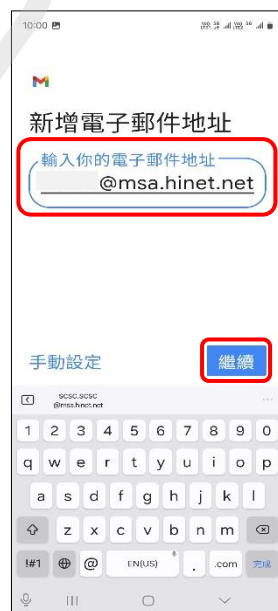 10:00
新增電子郵件地址
輸入你的電子郵件地址
@msa.hinet.net
手動設定
繼續
scsc.scsc
@msa.hinet.net
1 2 3 4 5 6 7 8 9 0
q w e r t y u i o p
a s d f g h j k l
z x c v b n m
!#1 @ EN(US) . .com 完成